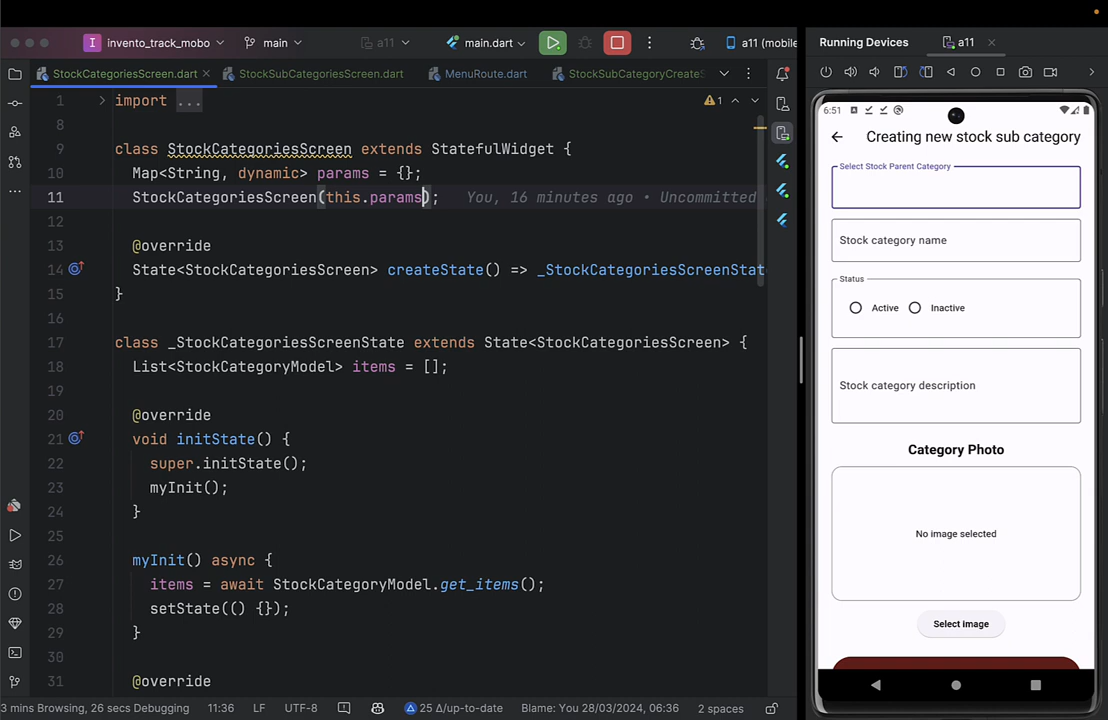 invento_track_mobo
main
a11
main.dart
a11 (mobile
Running Devices
a11
StockCategoriesScreen.dart
StockSubCategoriesScreen.dart
MenuRoute.dart
StockSubCategoryCreateS
1 import ...
1
8
9 class StockCategoriesScreen extends StatefulWidget {
10 Map<String, dynamic> params = {};
11 StockCategoriesScreen(this.params); You, 16 minutes ago • Uncommitted
12
13 @override
14 State<StockCategoriesScreen> createState() => _StockCategoriesScreenStat
15 }
16
17 class _StockCategoriesScreenState extends State<StockCategoriesScreen> {
18 List<StockCategoryModel> items = [];
19
20 @override
21 void initState() {
22 super.initState();
23 myInit();
24 }
25
26 myInit() async {
27 items = await StockCategoryModel.get_items();
28 setState(() {});
29 }
30
31 @override
3 mins Browsing, 26 secs Debugging
11:36
LF
UTF-8
25 Δ/up-to-date
Blame: You 28/03/2024, 06:36
2 spaces
6:51
Creating new stock sub category
Select Stock Parent Category
Stock category name
Status
Active
Inactive
Stock category description
Category Photo
No image selected
Select image